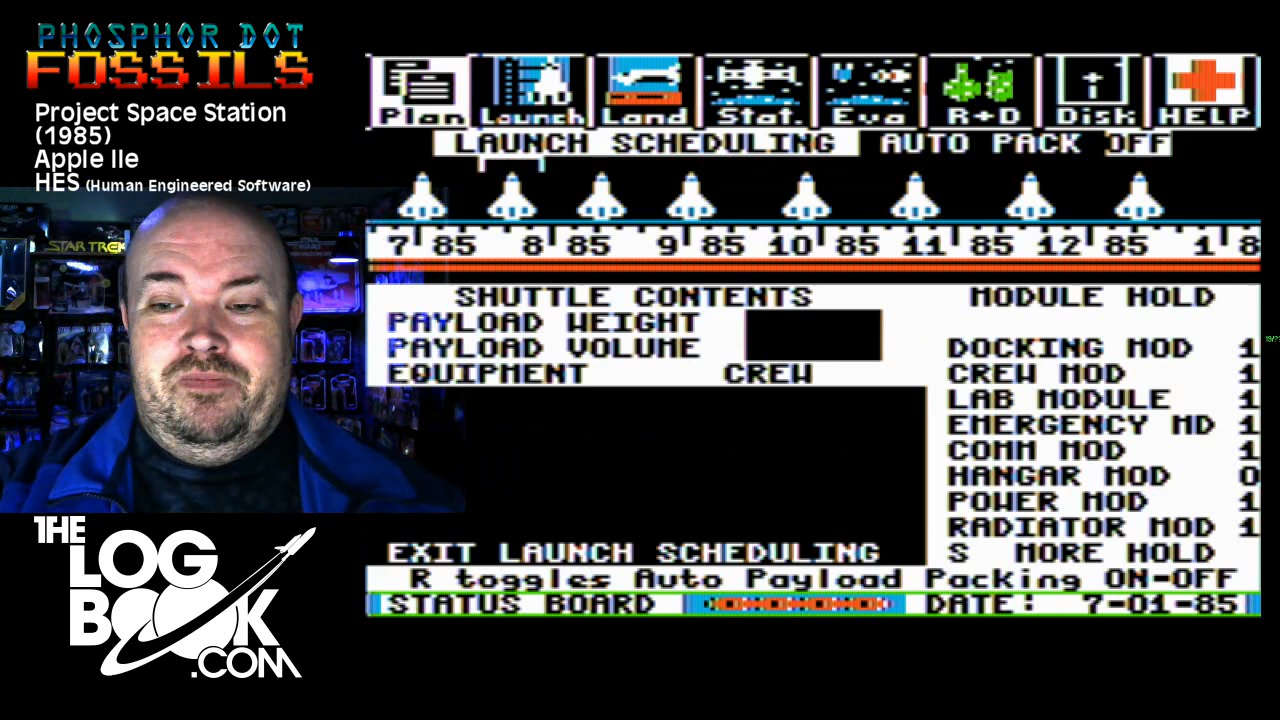 PHOSPHOR DOT
FOSSILS
Project Space Station
(1985)
Apple IIe
HES (Human Engineered Software)
STAR TREK
THE
LOG
BOOK
.COM
Plan Launch Land Stat. Eva R+D Disk HELP
LAUNCH SCHEDULING AUTO PACK OFF
7 85 8 85 9 85 10 85 11 85 12 85 1 8
SHUTTLE CONTENTS MODULE HOLD
PAYLOAD WEIGHT
PAYLOAD VOLUME DOCKING MOD 1
EQUIPMENT CREW CREW MOD 1
LAB MODULE 1
EMERGENCY MD 1
COMM MOD 1
HANGAR MOD 0
POWER MOD 1
RADIATOR MOD 1
EXIT LAUNCH SCHEDULING S MORE HOLD
R toggles Auto Payload Packing ON-OFF
STATUS BOARD DATE: 7-01-85